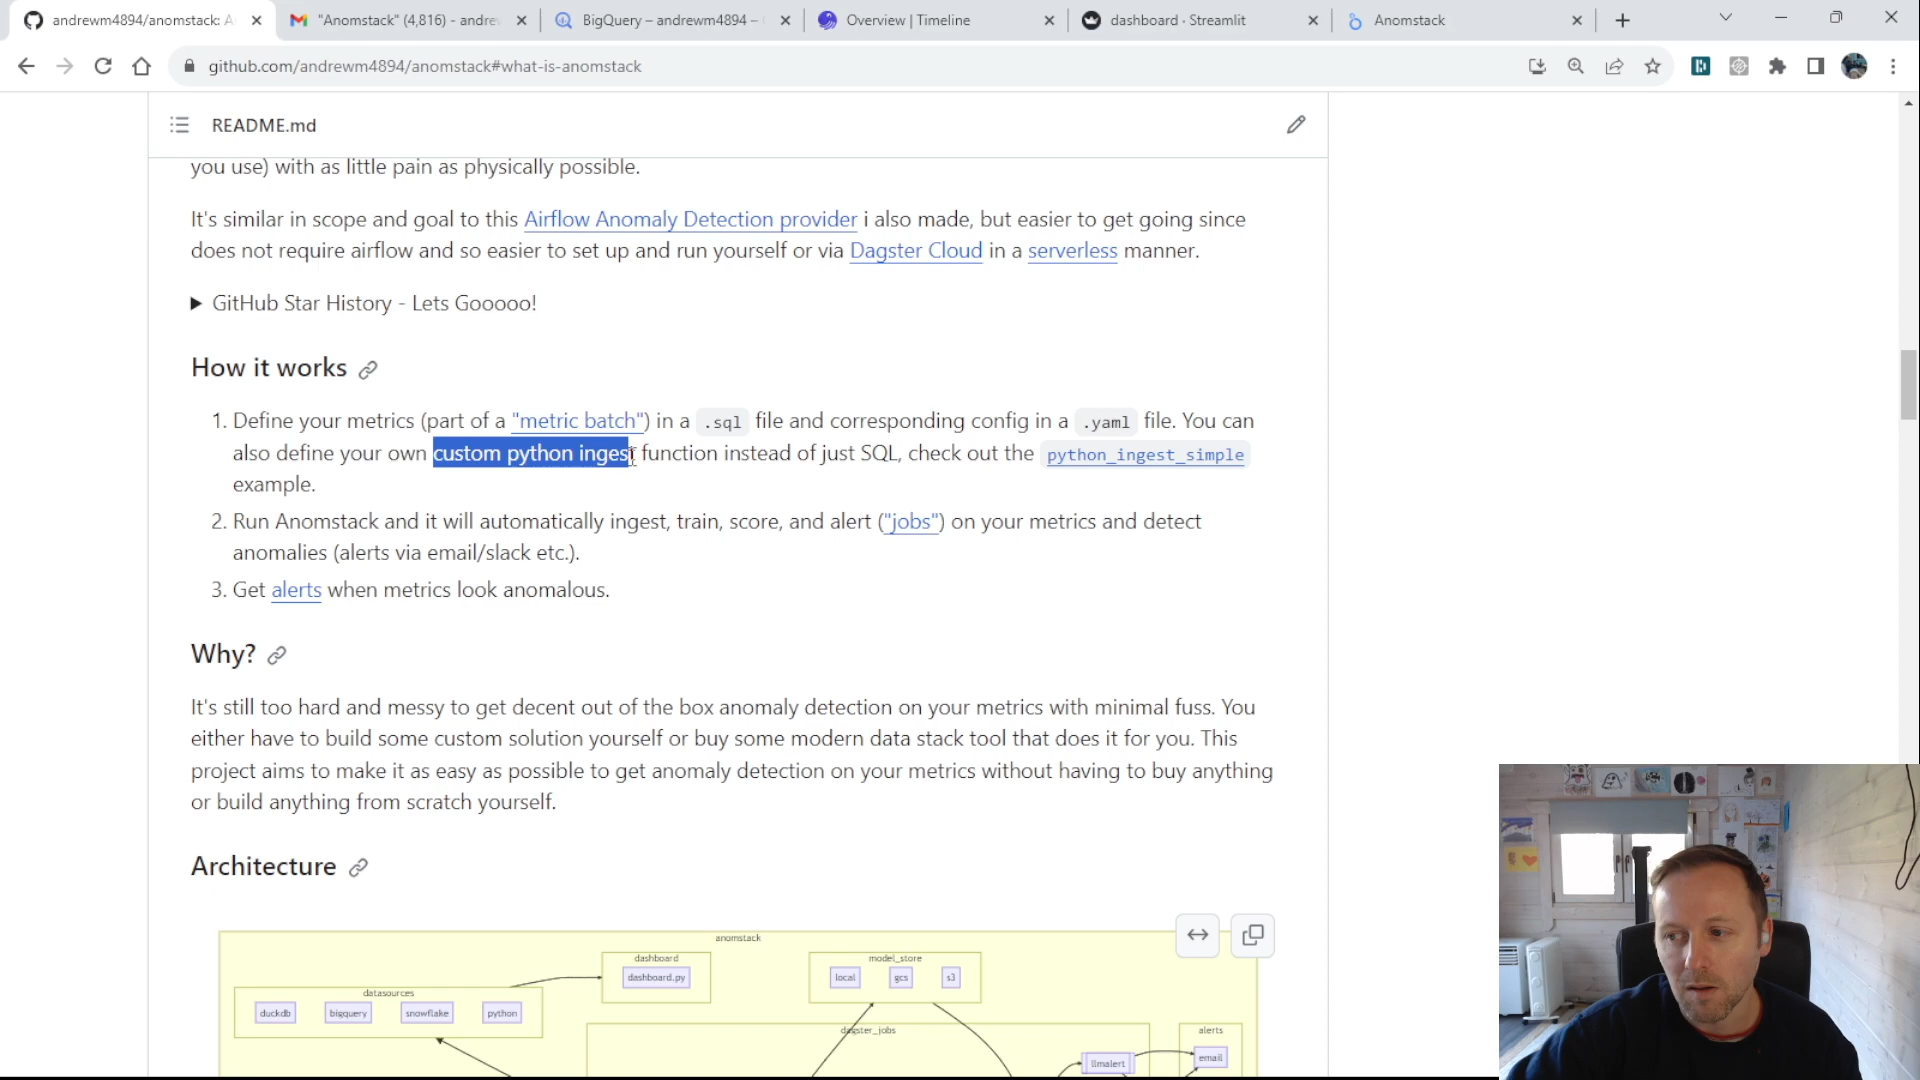 andrewm4894/anomstack: A
"Anomstack" (4,816) - andrew
BigQuery – andrewm4894 –
Overview | Timeline
dashboard · Streamlit
Anomstack
github.com/andrewm4894/anomstack#what-is-anomstack
README.md
you use) with as little pain as physically possible.
It's similar in scope and goal to this Airflow Anomaly Detection provider i also made, but easier to get going since
does not require airflow and so easier to set up and run yourself or via Dagster Cloud in a serverless manner.
GitHub Star History - Lets Gooooo!
How it works
1. Define your metrics (part of a "metric batch") in a .sql file and corresponding config in a .yaml file. You can
also define your own custom python ingest function instead of just SQL, check out the python_ingest_simple
example.
2. Run Anomstack and it will automatically ingest, train, score, and alert ("jobs") on your metrics and detect
anomalies (alerts via email/slack etc.).
3. Get alerts when metrics look anomalous.
Why?
It's still too hard and messy to get decent out of the box anomaly detection on your metrics with minimal fuss. You
either have to build some custom solution yourself or buy some modern data stack tool that does it for you. This
project aims to make it as easy as possible to get anomaly detection on your metrics without having to buy anything
or build anything from scratch yourself.
Architecture
anomstack
dashboard
dashboard.py
model_store
local
gcs
s3
datasources
duckdb
bigquery
snowflake
python
dagster_jobs
llmalert
alerts
email